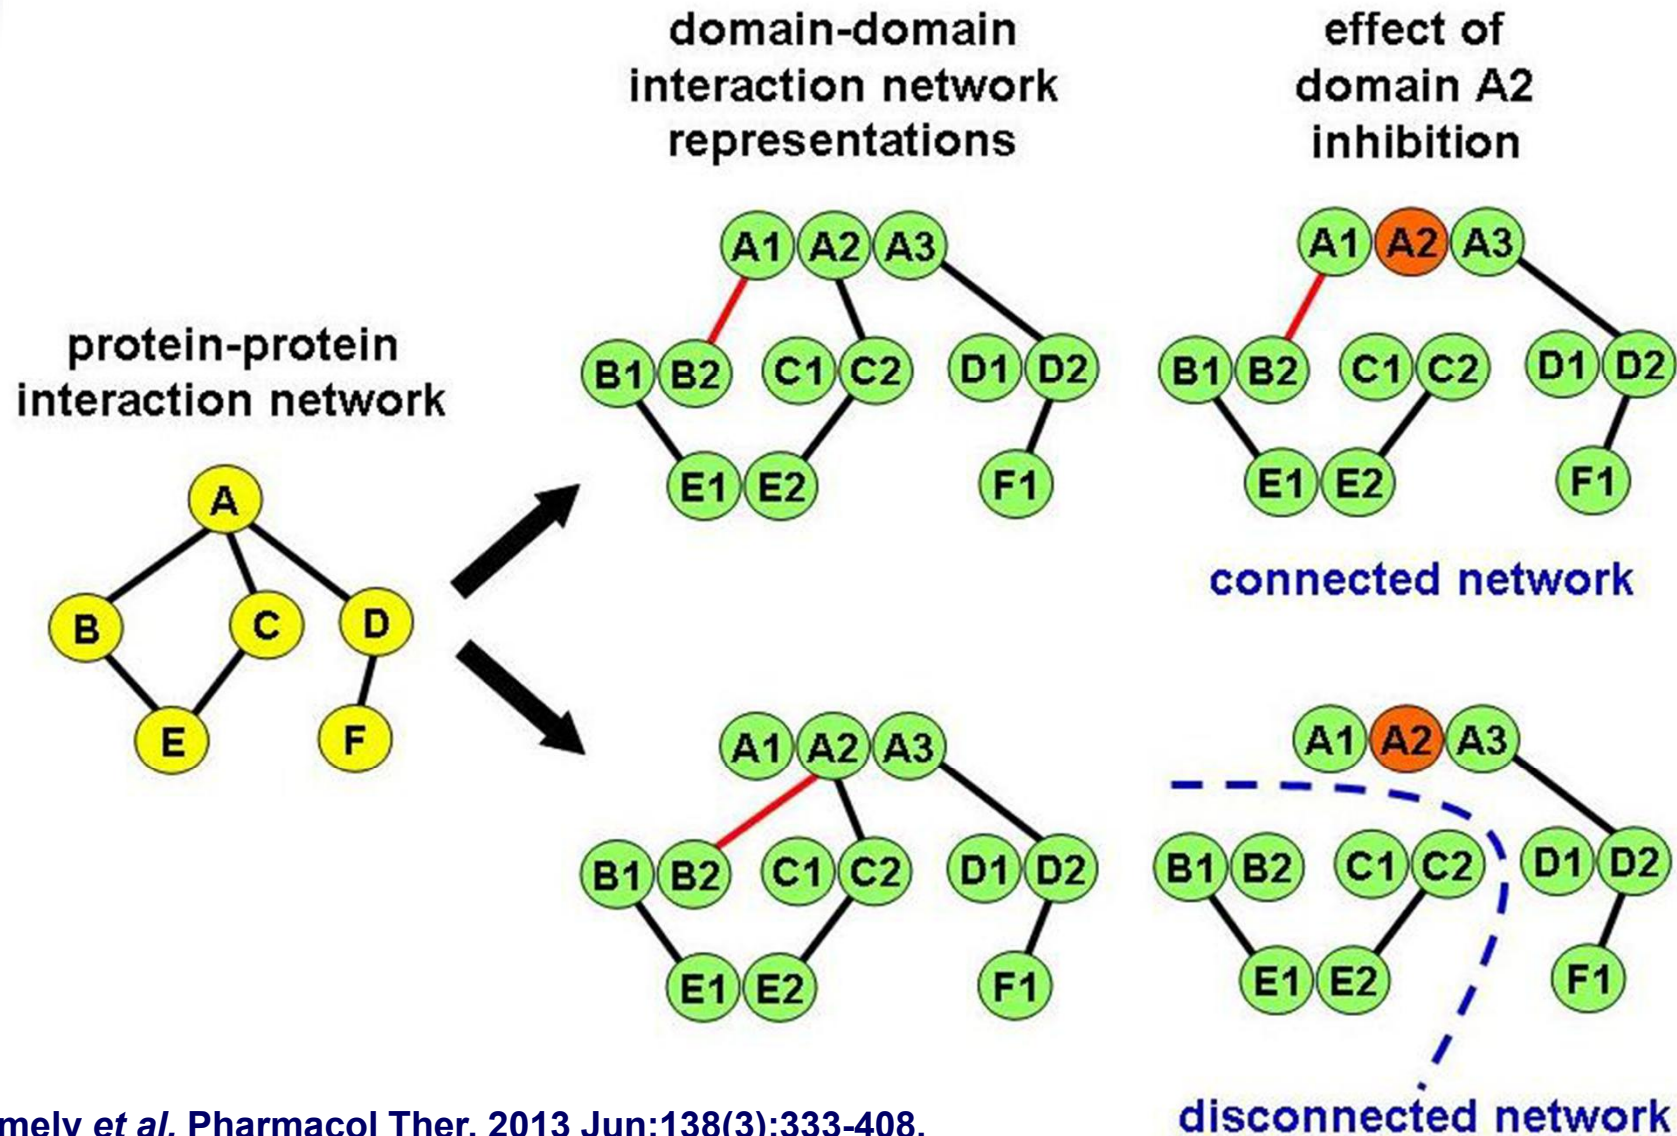 domain-domain
interaction network
representations
effect of
domain A2
inhibition
protein-protein
interaction network
A
B
C
D
E
F
A1 A2 A3
B1 B2 C1 C2 D1 D2
E1 E2 F1
A1 A2 A3
B1 B2 C1 C2 D1 D2
E1 E2 F1
connected network
A1 A2 A3
B1 B2 C1 C2 D1 D2
E1 E2 F1
A1 A2 A3
B1 B2 C1 C2 D1 D2
E1 E2 F1
disconnected network
et al. Pharmacol Ther. 2013 Jun;138(3):333-408.